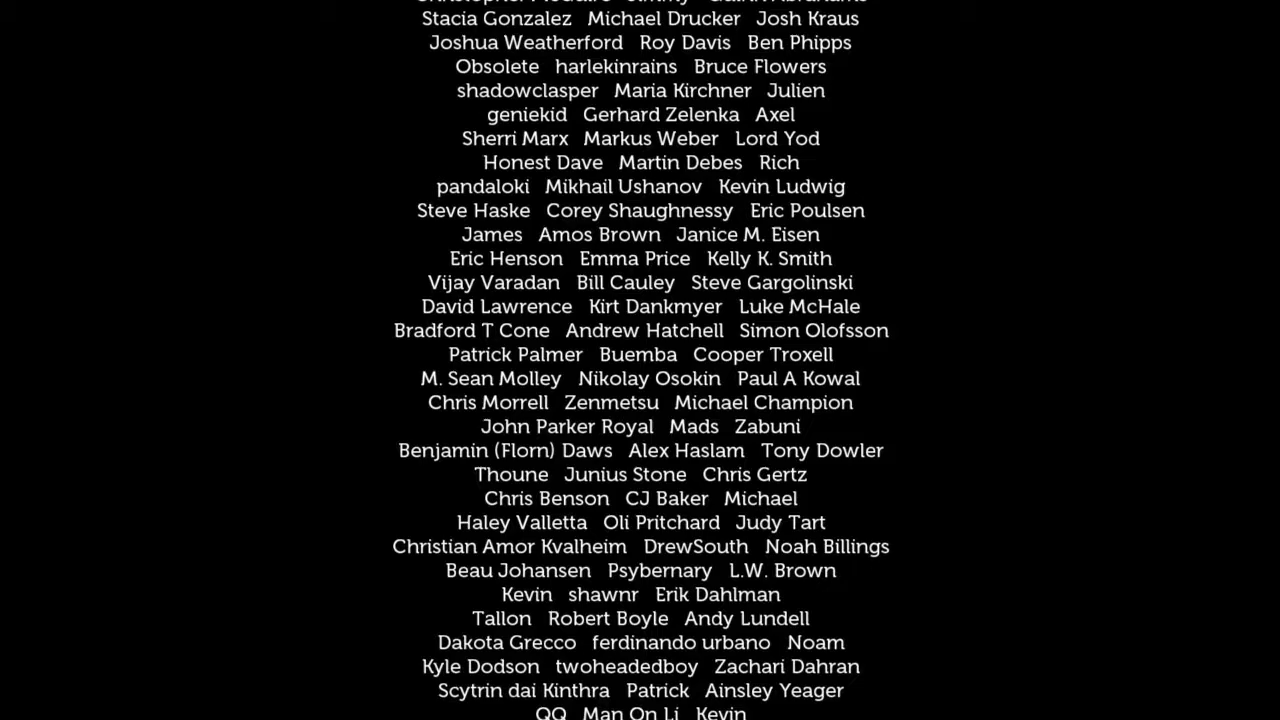 Stacia Gonzalez   Michael Drucker   Josh Kraus
Joshua Weatherford   Roy Davis   Ben Phipps
Obsolete   harlekinrains   Bruce Flowers
shadowclasper   Maria Kirchner   Julien
geniekid   Gerhard Zelenka   Axel
Sherri Marx   Markus Weber   Lord Yod
Honest Dave   Martin Debes   Rich
pandaloki   Mikhail Ushanov   Kevin Ludwig
Steve Haske   Corey Shaughnessy   Eric Poulsen
James   Amos Brown   Janice M. Eisen
Eric Henson   Emma Price   Kelly K. Smith
Vijay Varadan   Bill Cauley   Steve Gargolinski
David Lawrence   Kirt Dankmyer   Luke McHale
Bradford T Cone   Andrew Hatchell   Simon Olofsson
Patrick Palmer   Buemba   Cooper Troxell
M. Sean Molley   Nikolay Osokin   Paul A Kowal
Chris Morrell   Zenmetsu   Michael Champion
John Parker Royal   Mads   Zabuni
Benjamin (Florn) Daws   Alex Haslam   Tony Dowler
Thoune   Junius Stone   Chris Gertz
Chris Benson   CJ Baker   Michael
Haley Valletta   Oli Pritchard   Judy Tart
Christian Amor Kvalheim   DrewSouth   Noah Billings
Beau Johansen   Psybernary   L.W. Brown
Kevin   shawnr   Erik Dahlman
Tallon   Robert Boyle   Andy Lundell
Dakota Grecco   ferdinando urbano   Noam
Kyle Dodson   twoheadedboy   Zachari Dahran
Scytrin dai Kinthra   Patrick   Ainsley Yeager
QQ   Man On Li   Kevin